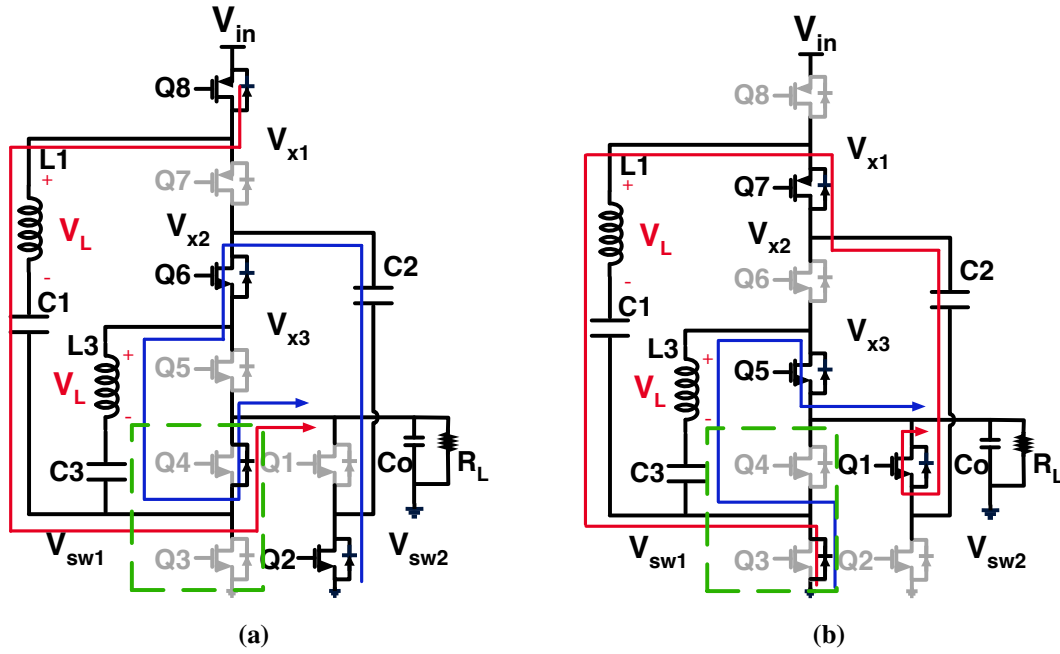 V_in
Q8
V_x1
L1
+
Q7
V_L
V_x2
-
Q6
C2
C1
V_x3
L3
+
V_L
Q5
-
Q4
Q1
C3
Co
R_L
V_sw1
Q3
Q2
V_sw2
(a)
V_in
Q8
V_x1
L1
+
Q7
V_L
V_x2
-
Q6
C2
C1
V_x3
L3
+
V_L
Q5
-
Q4
Q1
C3
Co
R_L
V_sw1
Q3
Q2
V_sw2
(b)